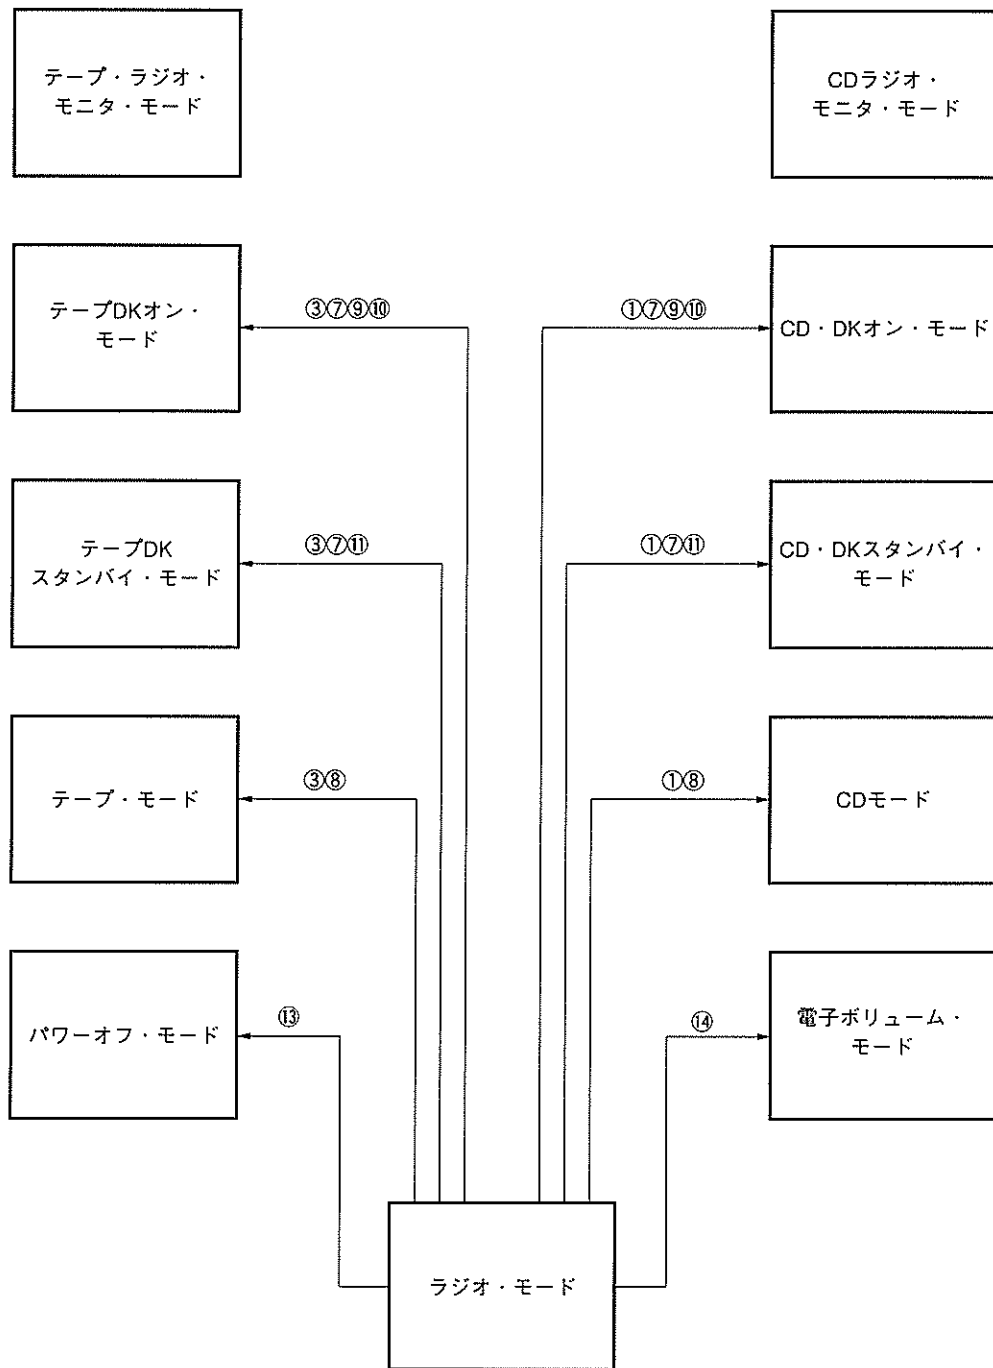 テープ・ラジオ・
モニタ・モード
CDラジオ・
モニタ・モード
テープDKオン・
モード
③⑦⑨⑩
①⑦⑨⑩
CD・DKオン・モード
テープDK
スタンバイ・モード
③⑦⑪
①⑦⑪
CD・DKスタンバイ・
モード
テープ・モード
③⑧
①⑧
CDモード
パワーオフ・モード
⑬
⑭
電子ボリューム・
モード
ラジオ・モード